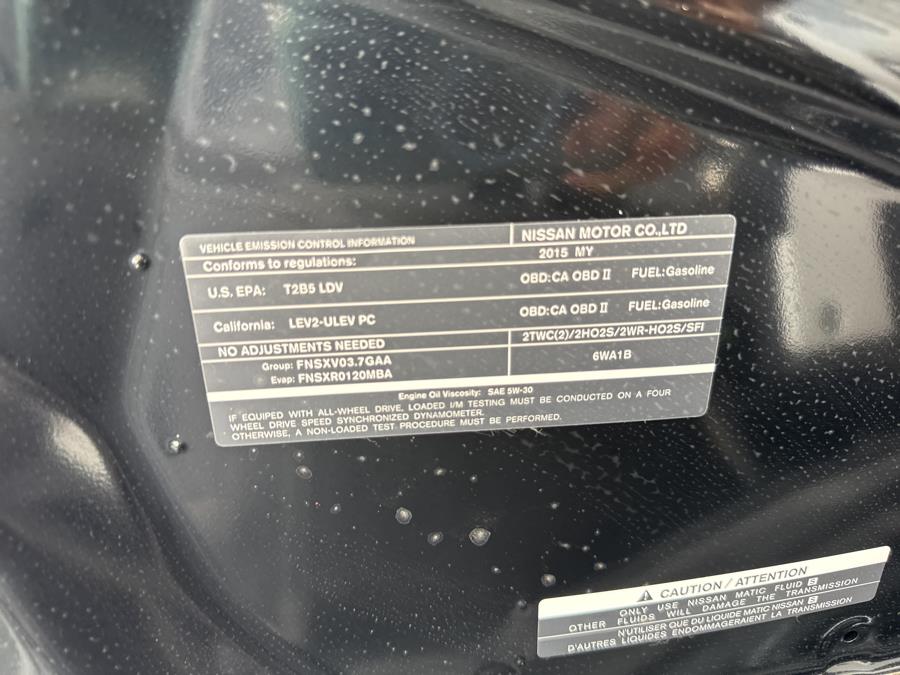 VEHICLE EMISSION CONTROL INFORMATION
NISSAN MOTOR CO.,LTD
Conforms to regulations:
2015 MY
U.S. EPA: T2B5 LDV OBD:CA OBD II FUEL:Gasoline
California: LEV2-ULEV PC OBD:CA OBD II FUEL:Gasoline
NO ADJUSTMENTS NEEDED
2TWC(2)/2HO2S/2WR-HO2S/SFI
Group: FNSXV03.7GAA
Evap: FNSXR0120MBA
6WA1B
Engine Oil Viscosity: SAE 5W-30
IF EQUIPED WITH ALL-WHEEL DRIVE, LOADED I/M TESTING MUST BE CONDUCTED ON A FOUR
WHEEL DRIVE SPEED SYNCHRONIZED DYNAMOMETER.
OTHERWISE, A NON-LOADED TEST PROCEDURE MUST BE PERFORMED.
CAUTION / ATTENTION
ONLY USE NISSAN MATIC FLUID S
OTHER FLUIDS WILL DAMAGE THE TRANSMISSION
N'UTILISER QUE DU LIQUIDE MATIC NISSAN S
D'AUTRES LIQUIDES ENDOMMAGERAIENT LA TRANSMISSION